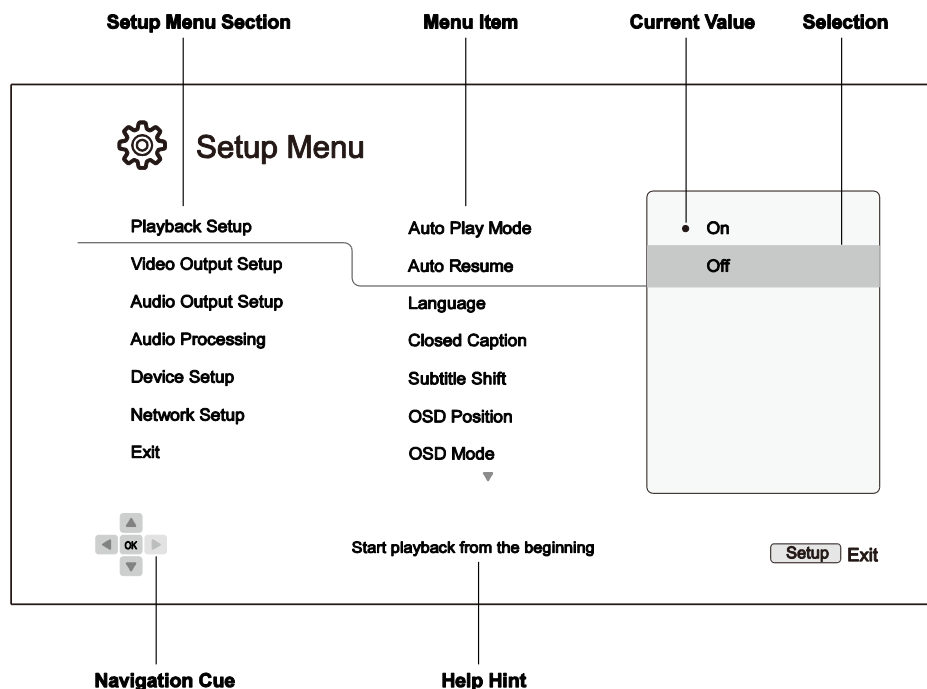 Setup Menu Section Menu Item Current Value Selection
Setup Menu
Playback Setup Auto Play Mode On
Video Output Setup Auto Resume Off
Audio Output Setup Language
Audio Processing Closed Caption
Device Setup Subtitle Shift
Network Setup OSD Position
Exit OSD Mode
OK Start playback from the beginning Setup Exit
Navigation Cue Help Hint